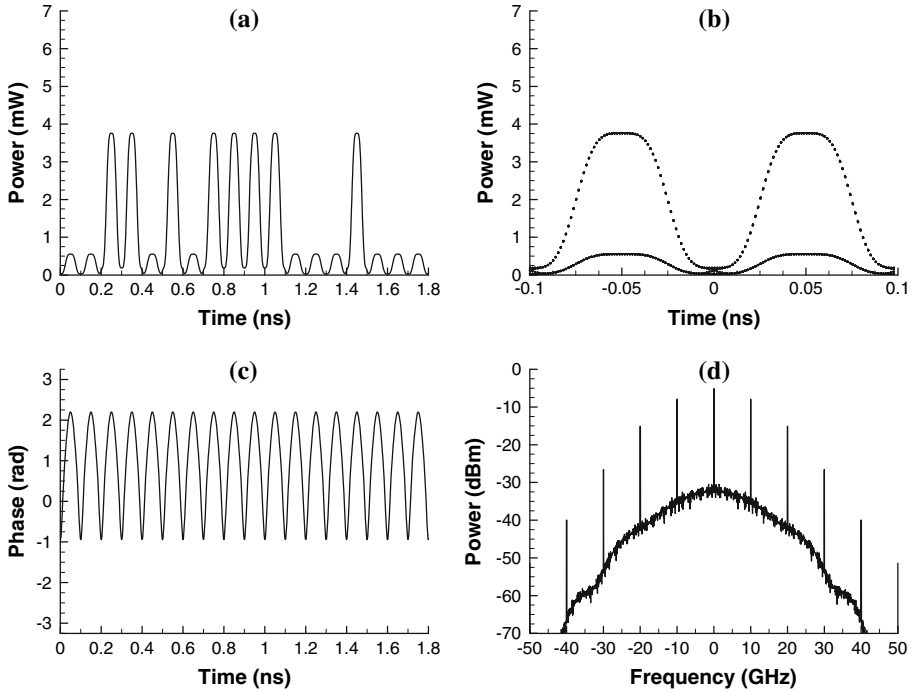 (a)
Power (mW)
7
6
5
4
3
2
1
0
0 0.2 0.4 0.6 0.8 1 1.2 1.4 1.6 1.8
Time (ns)
(b)
Power (mW)
7
6
5
4
3
2
1
0
-0.1 -0.05 0 0.05 0.1
Time (ns)
(c)
Phase (rad)
3
2
1
0
-1
-2
-3
0 0.2 0.4 0.6 0.8 1 1.2 1.4 1.6 1.8
Time (ns)
(d)
Power (dBm)
0
-10
-20
-30
-40
-50
-60
-70
-50 -40 -30 -20 -10 0 10 20 30 40 50
Frequency (GHz)